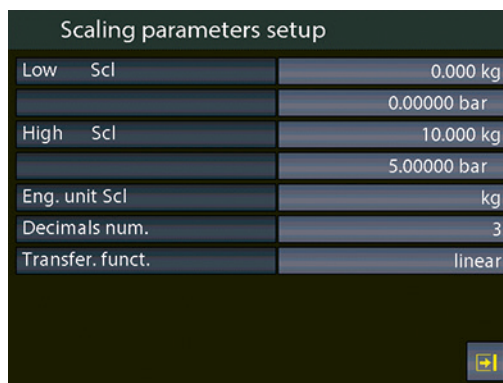 Scaling parameters setup
Low Scl 0.000 kg
0.00000 bar
High Scl 10.000 kg
5.00000 bar
Eng. unit Scl kg
Decimals num. 3
Transfer. funct. linear